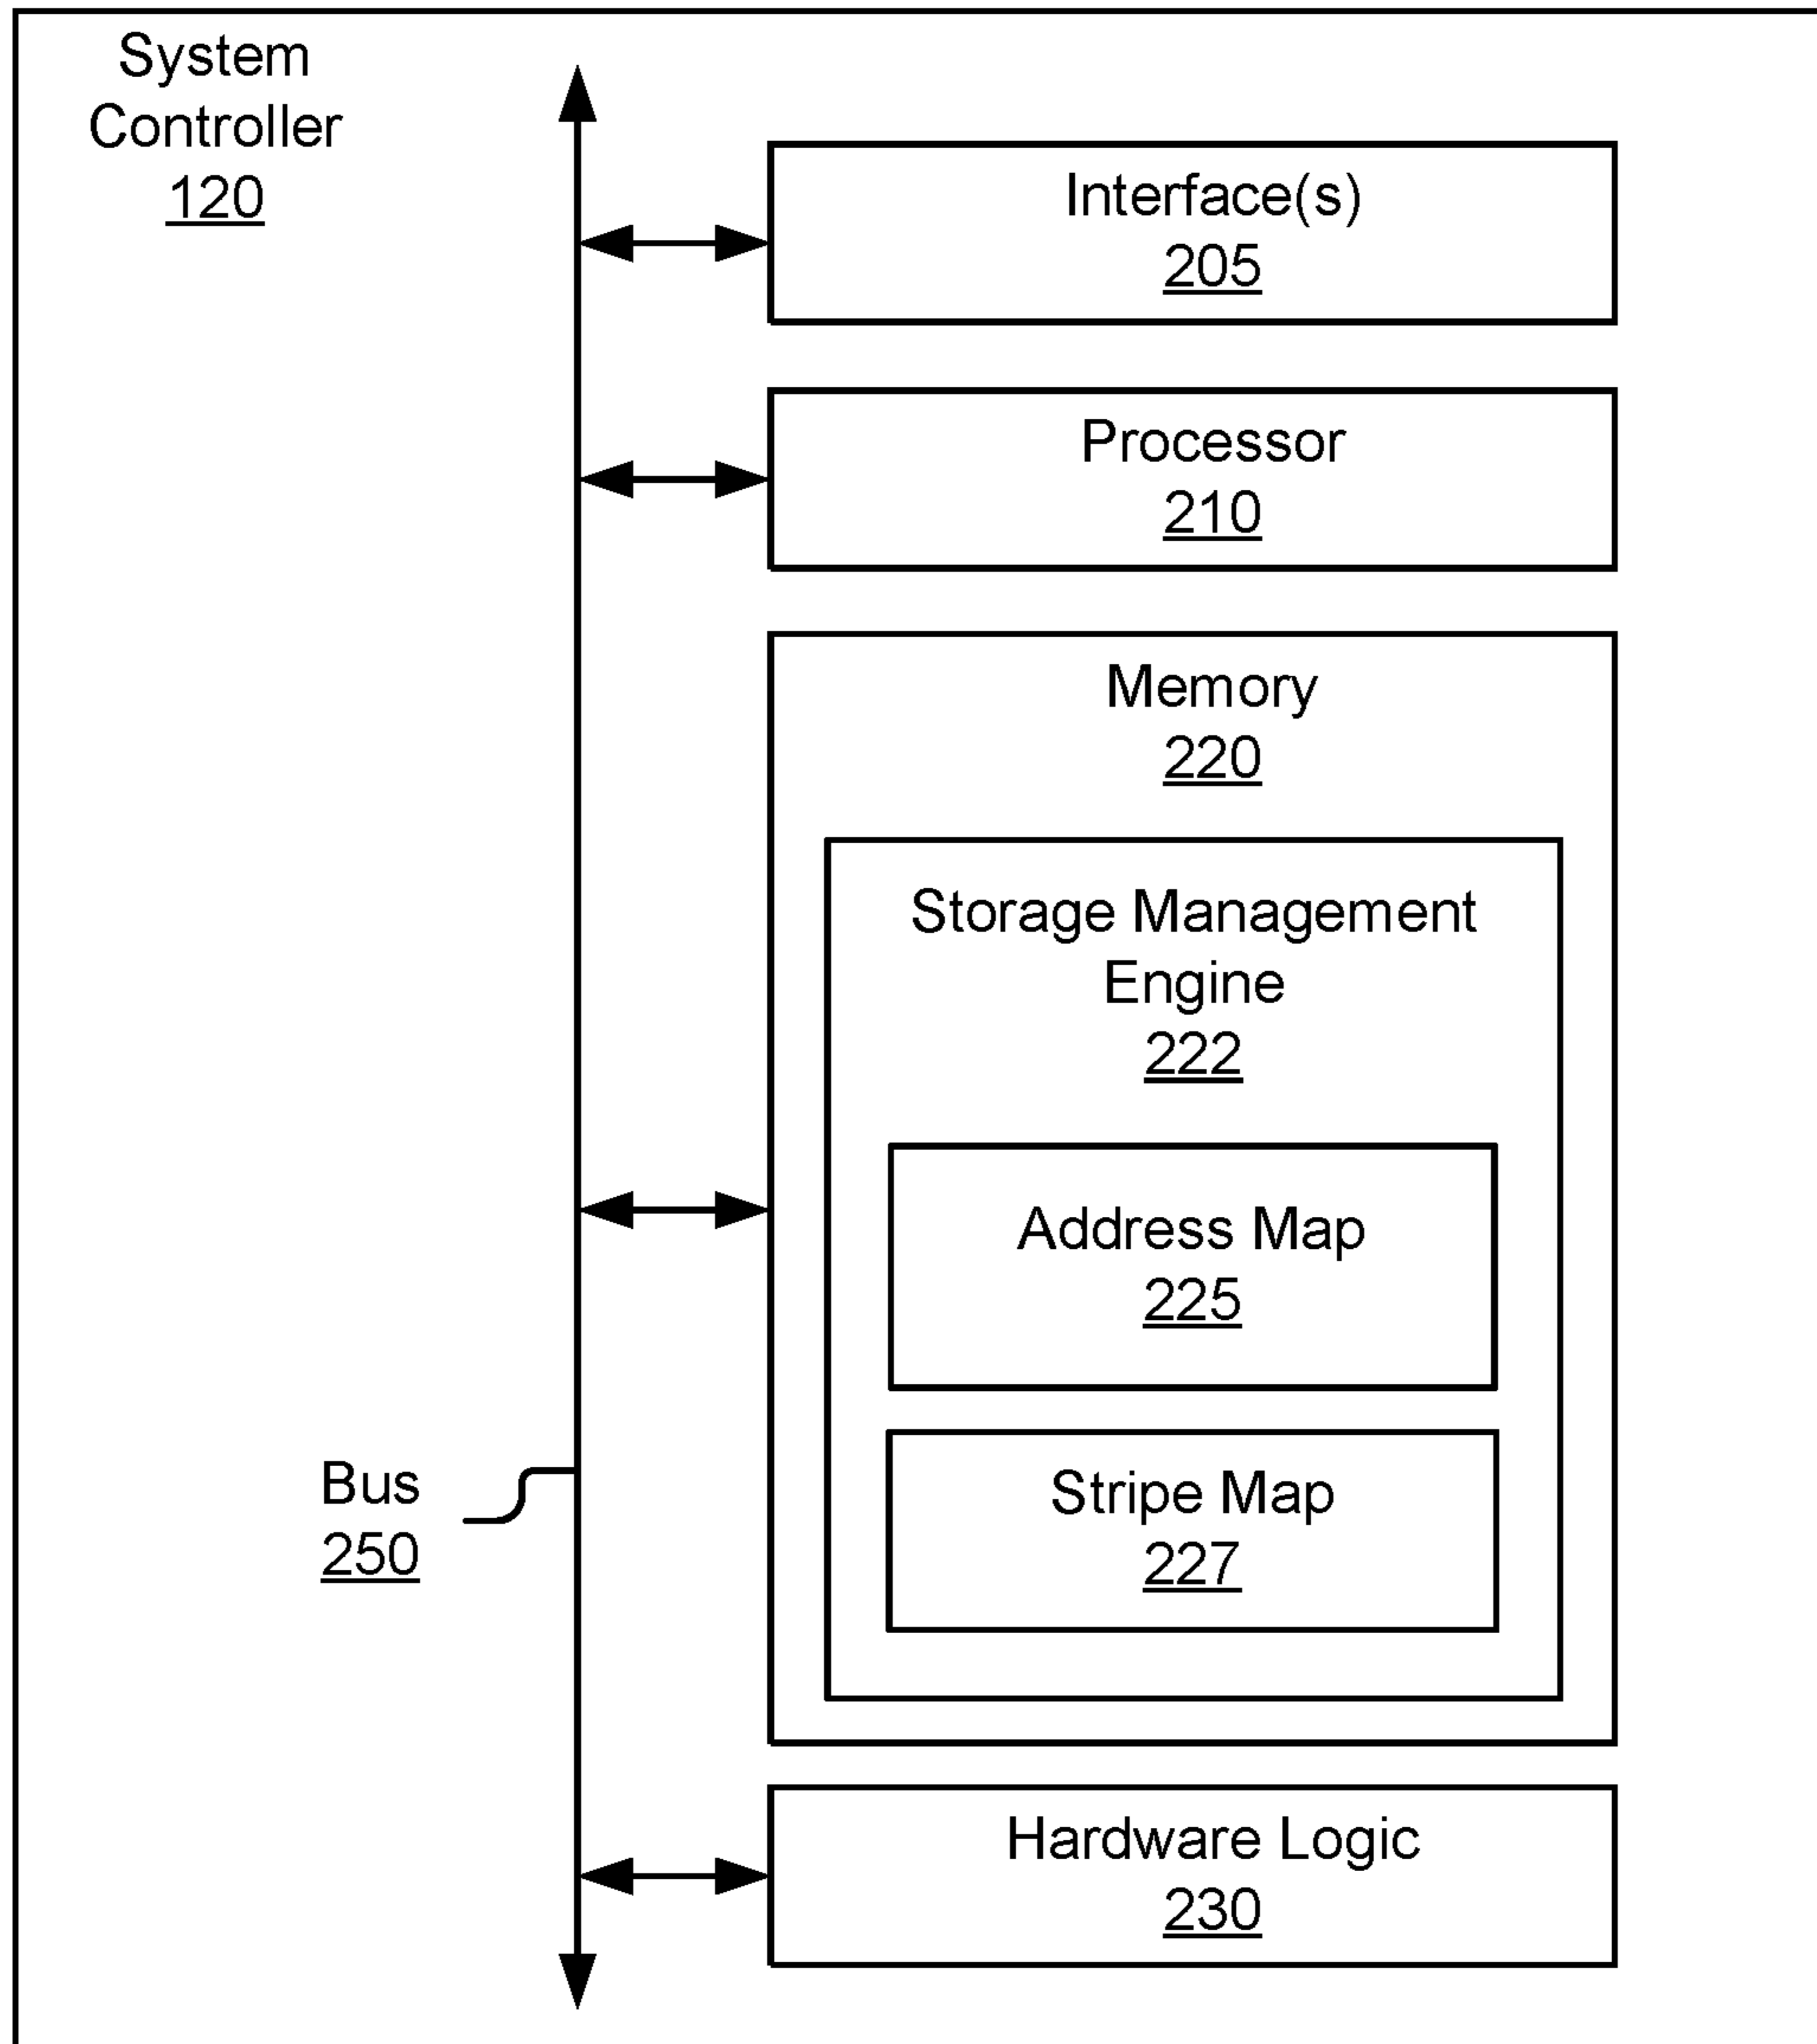 System
Controller
120
Interface(s)
205
Processor
210
Memory
220
Storage Management
Engine
222
Address Map
225
Stripe Map
227
Bus
250
Hardware Logic
230